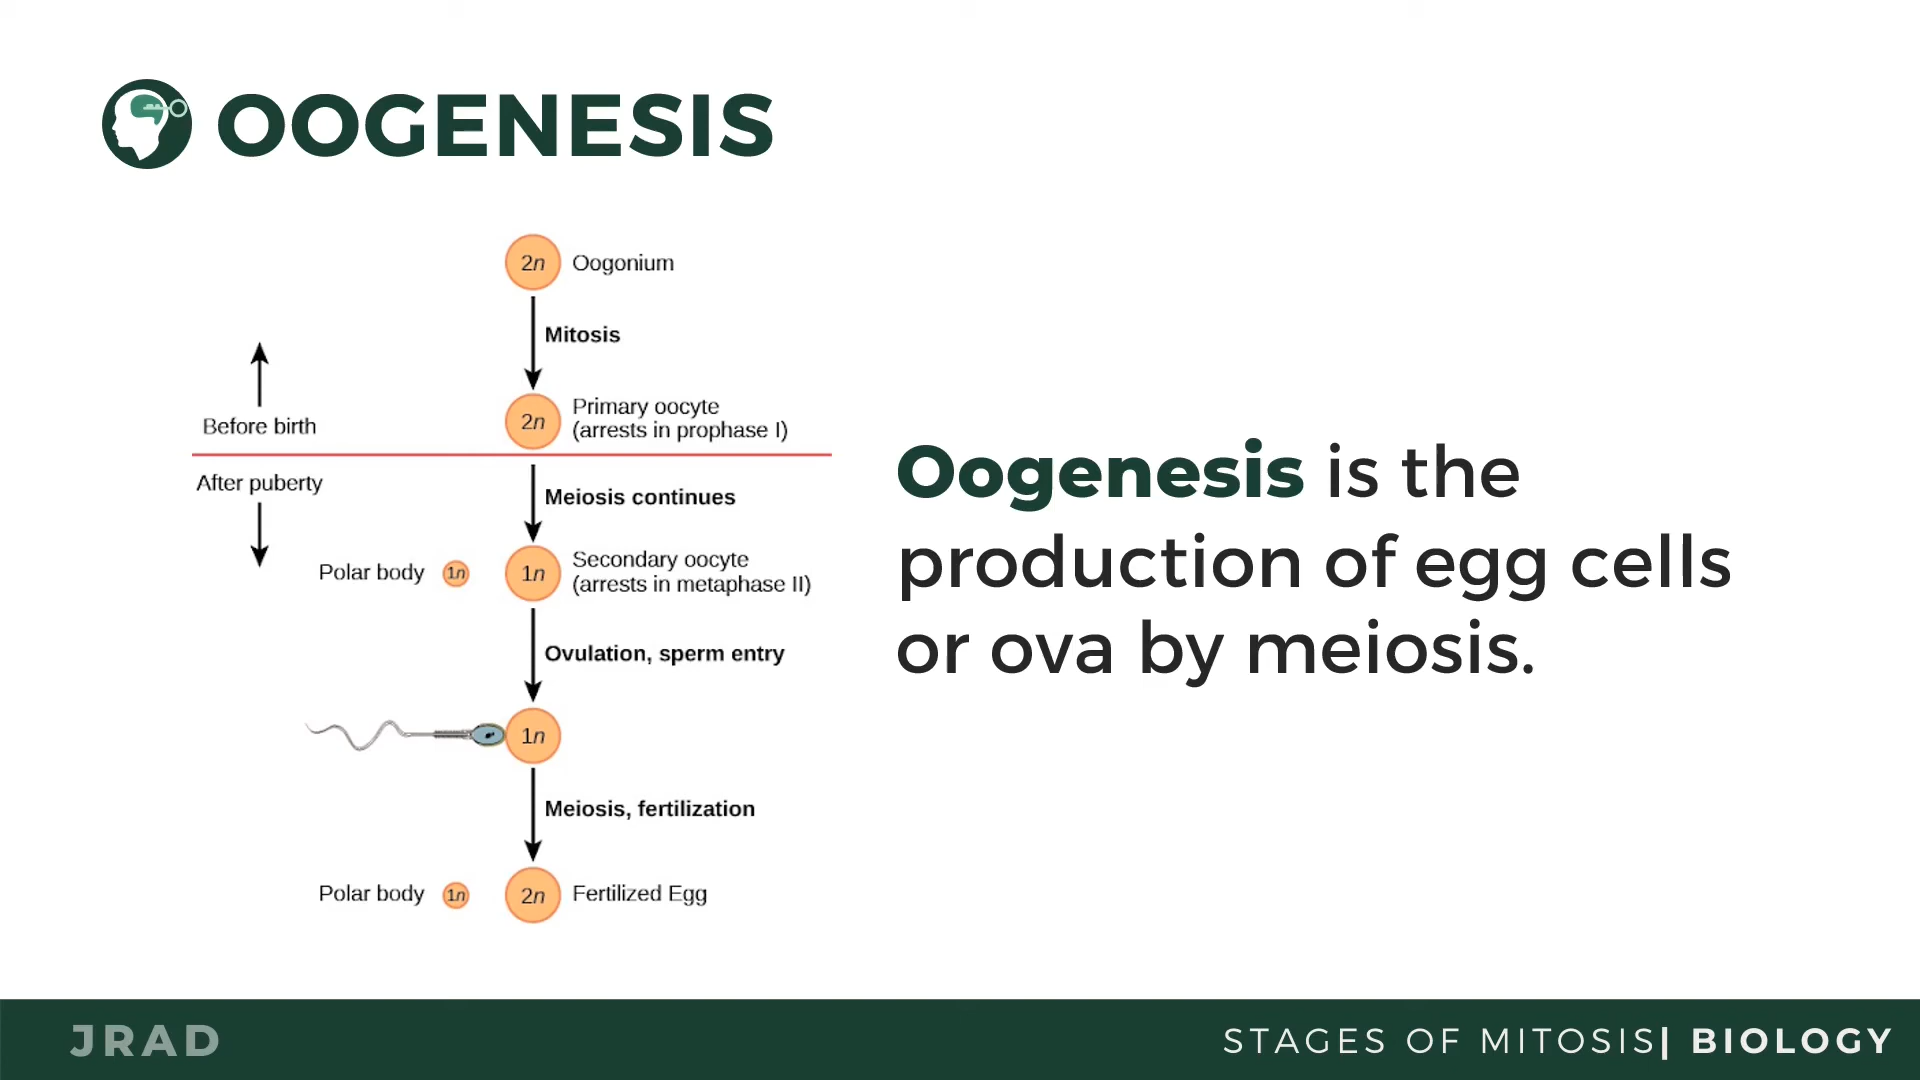 OOGENESIS
2n Oogonium
Mitosis
Before birth
2n Primary oocyte
(arrests in prophase I)
After puberty
Meiosis continues
Polar body 1n 1n Secondary oocyte
(arrests in metaphase II)
Ovulation, sperm entry
1n
Meiosis, fertilization
Polar body 1n 2n Fertilized Egg
Oogenesis is the
production of egg cells
or ova by meiosis.
JRAD
STAGES OF MITOSIS| BIOLOGY